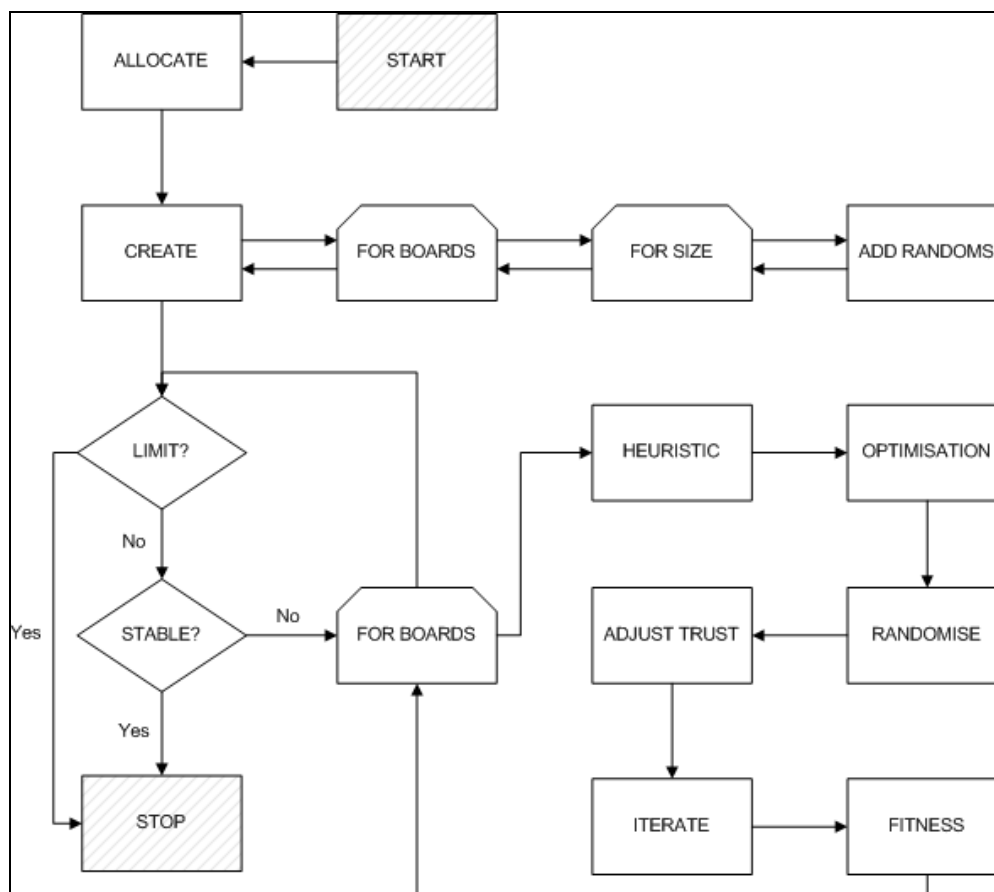 ALLOCATE
START
CREATE
FOR BOARDS
FOR SIZE
ADD RANDOMS
LIMIT?
HEURISTIC
OPTIMISATION
No
Yes
STABLE?
No
FOR BOARDS
ADJUST TRUST
RANDOMISE
Yes
STOP
ITERATE
FITNESS